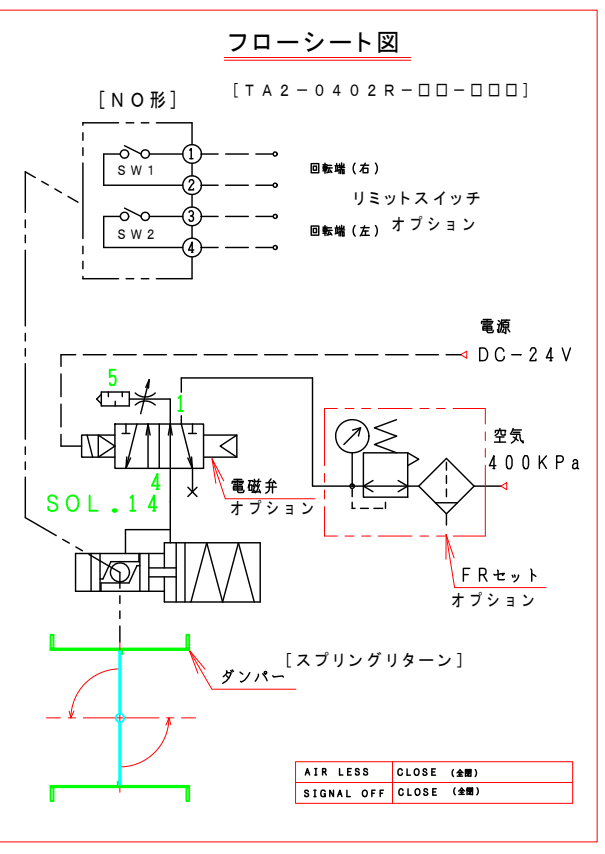 フローシート図
[TA2-0402R-□□-□□□]
[NO形]
1
SW1
2
3
SW2
4
回転端(右)
リミットスイッチ
オプション
回転端(左)
電源
DC-24V
5
1
4
SOL.14
電磁弁
オプション
空気
400KPa
FRセット
オプション
[スプリングリターン]
ダンパー
AIR LESS CLOSE (全閉)
SIGNAL OFF CLOSE (全閉)